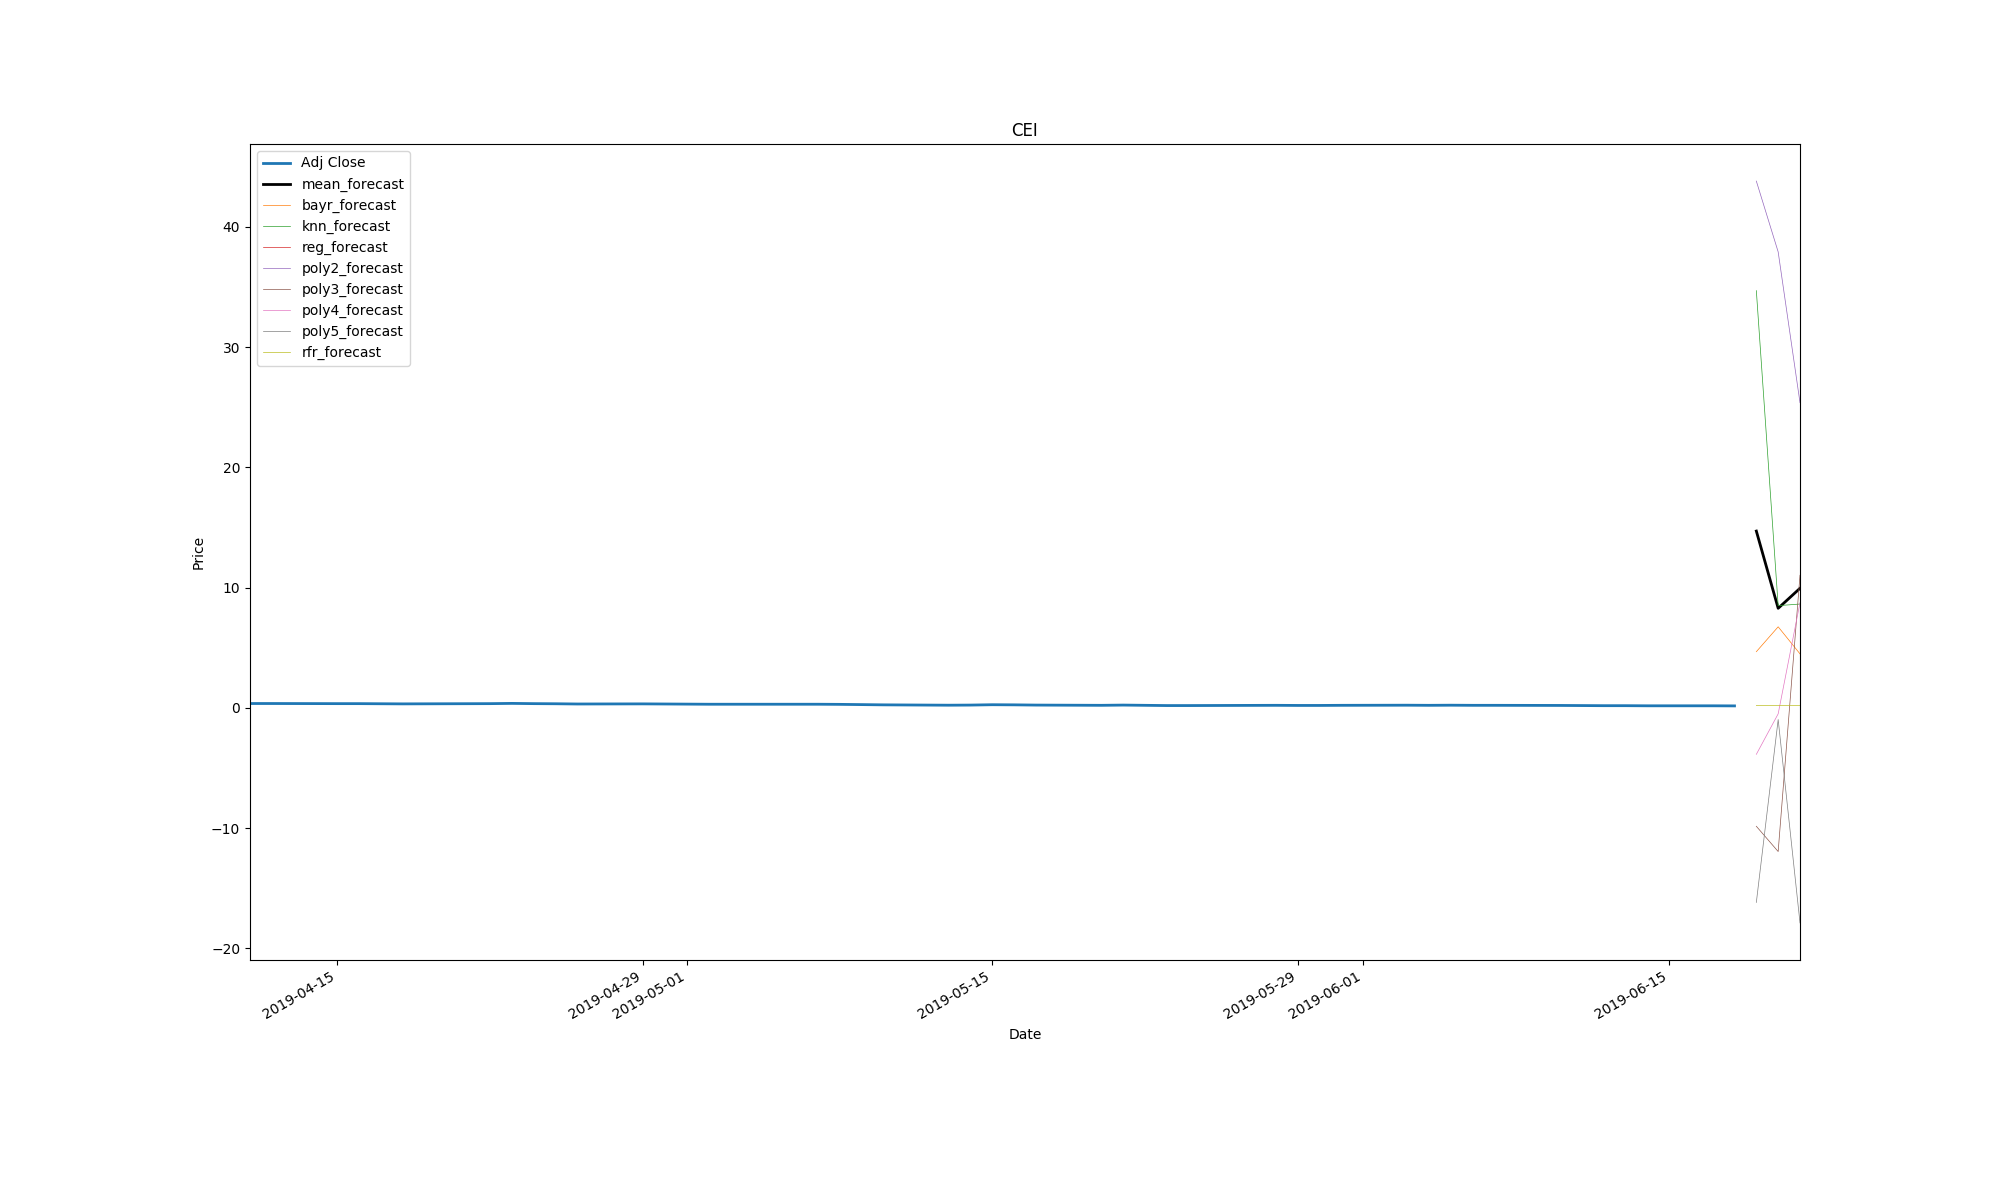 CEI
Adj Close
mean_forecast
bayr_forecast
knn_forecast
reg_forecast
poly2_forecast
poly3_forecast
poly4_forecast
poly5_forecast
rfr_forecast
40
30
20
10
0
−10
−20
Price
2019-04-15
2019-04-29
2019-05-01
2019-05-15
2019-05-29
2019-06-01
2019-06-15
Date